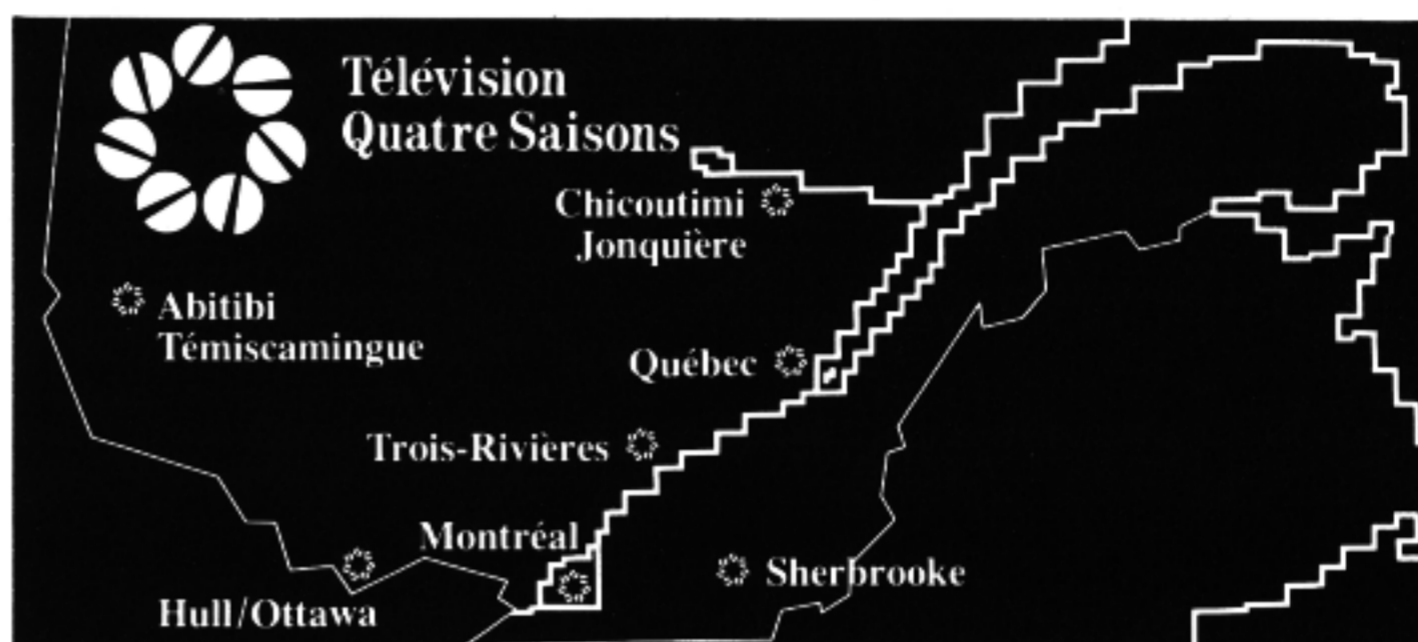 Télévision
Quatre Saisons
Chicoutimi
Jonquière
Abitibi
Témiscamingue
Québec
Trois-Rivières
Montréal
Sherbrooke
Hull/Ottawa